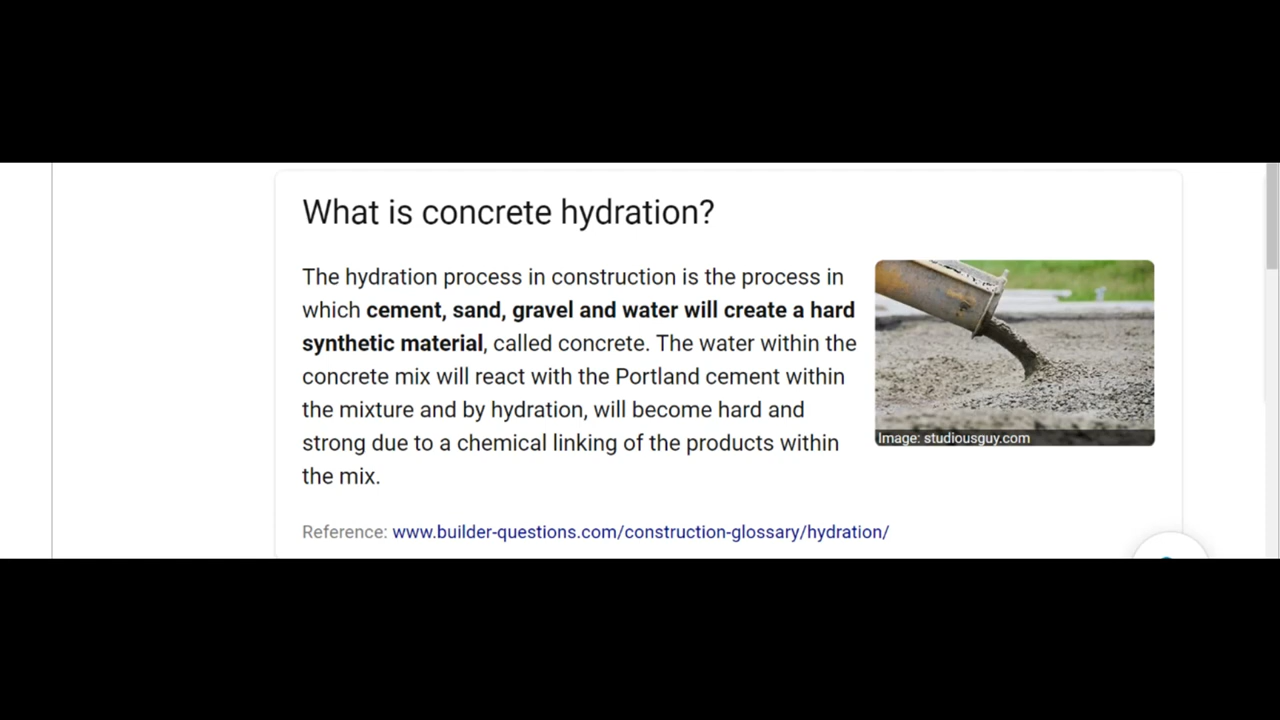 What is concrete hydration?
The hydration process in construction is the process in
which cement, sand, gravel and water will create a hard
synthetic material, called concrete. The water within the
concrete mix will react with the Portland cement within
the mixture and by hydration, will become hard and
strong due to a chemical linking of the products within
the mix.
Image: studiousguy.com
Reference: www.builder-questions.com/construction-glossary/hydration/